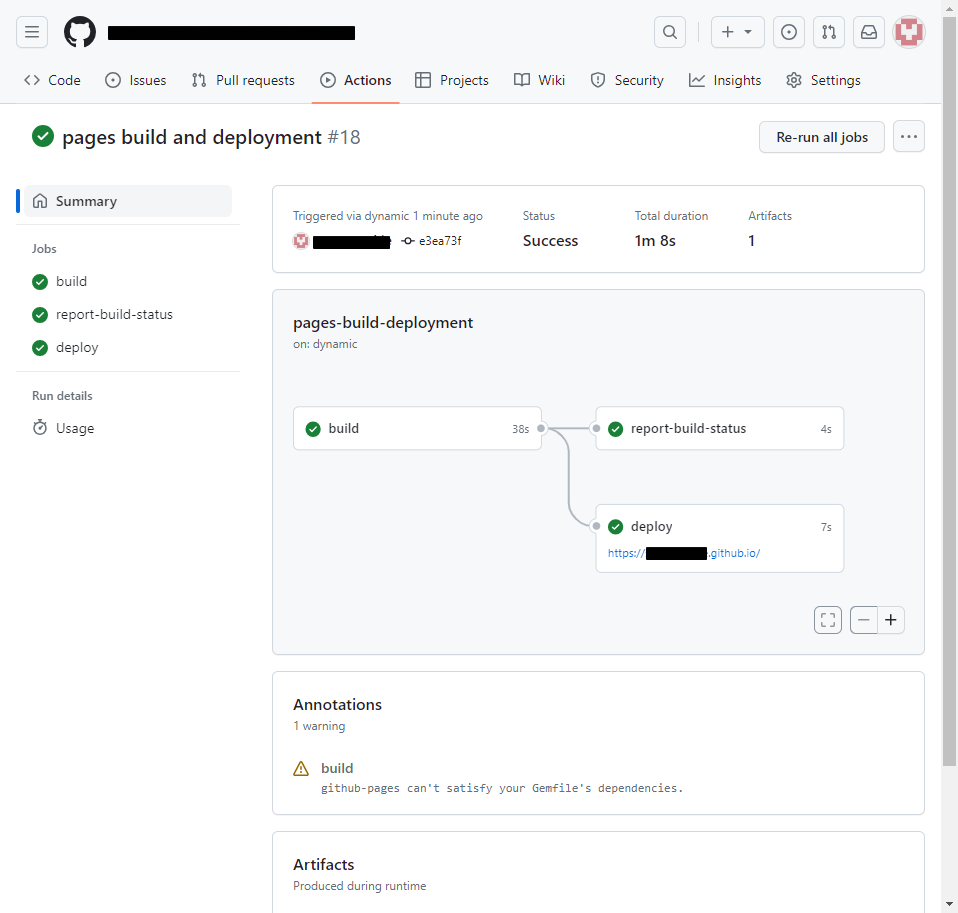 Code Issues Pull requests Actions Projects Wiki Security Insights Settings
pages build and deployment #18
Re-run all jobs
Summary
Jobs
build
report-build-status
deploy
Run details
Usage
Triggered via dynamic 1 minute ago
e3ea73f
Status
Success
Total duration
1m 8s
Artifacts
1
pages-build-deployment
on: dynamic
build 38s
report-build-status 4s
deploy 7s
https:// .github.io/
Annotations
1 warning
build
github-pages can't satisfy your Gemfile's dependencies.
Artifacts
Produced during runtime